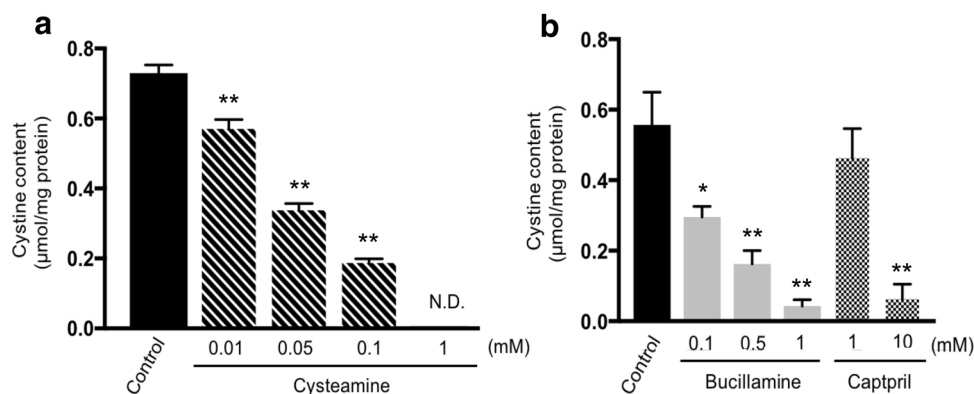 a
0.8
0.6
0.4
0.2
0.0
Cystine content
(μmol/mg protein)
**
**
**
N.D.
Control
0.01 0.05 0.1 1 (mM)
Cysteamine
b
0.8
0.6
0.4
0.2
0.0
Cystine content
(μmol/mg protein)
*
**
**
**
Control
0.1 0.5 1 1 10 (mM)
Bucillamine Captpril